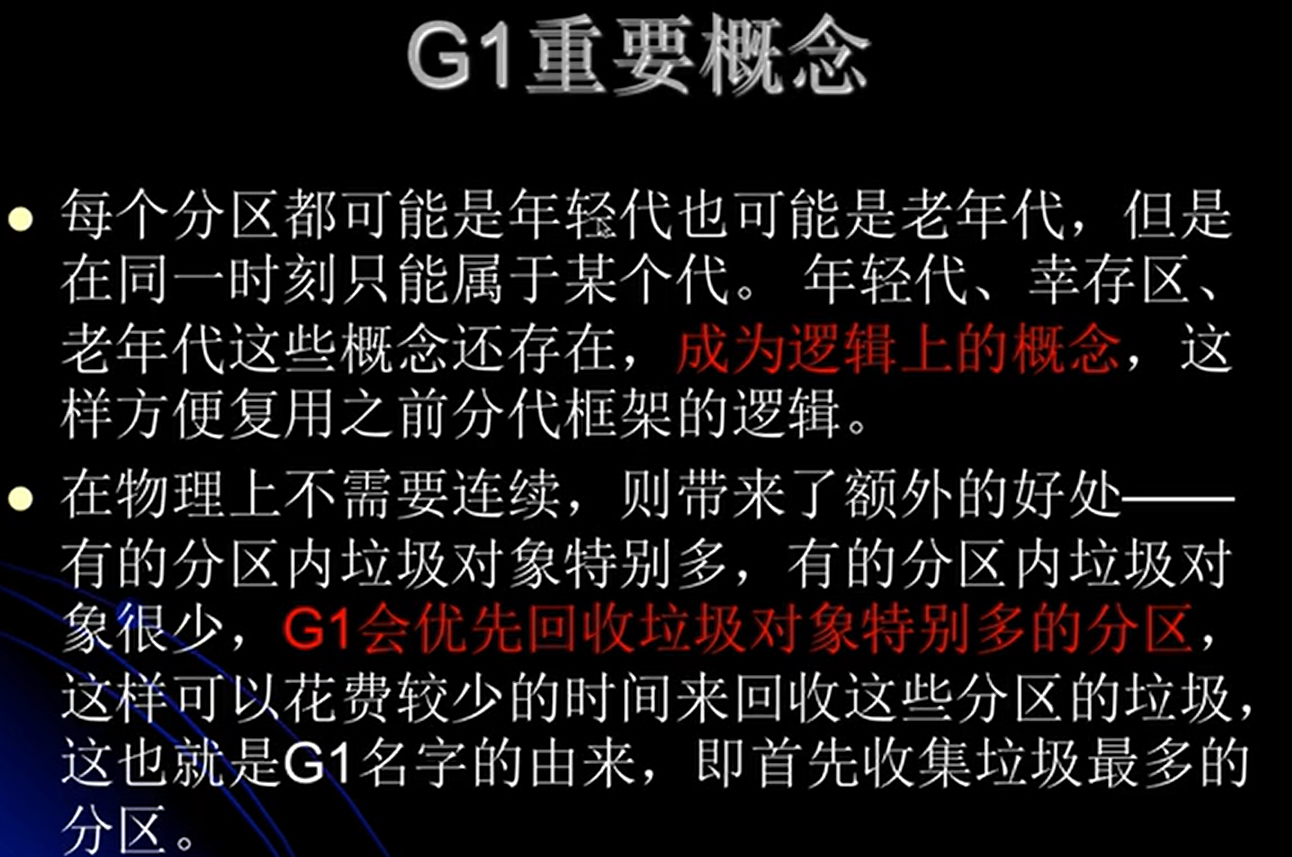 G1重要概念
每个分区都可能是年轻代也可能是老年代，但是
在同一时刻只能属于某个代。 年轻代、幸存区、
老年代这些概念还存在，成为逻辑上的概念，这
样方便复用之前分代框架的逻辑。
在物理上不需要连续，则带来了额外的好处——
有的分区内垃圾对象特别多，有的分区内垃圾对
象很少，G1会优先回收垃圾对象特别多的分区，
这样可以花费较少的时间来回收这些分区的垃圾，
这也就是G1名字的由来，即首先收集垃圾最多的
分区。